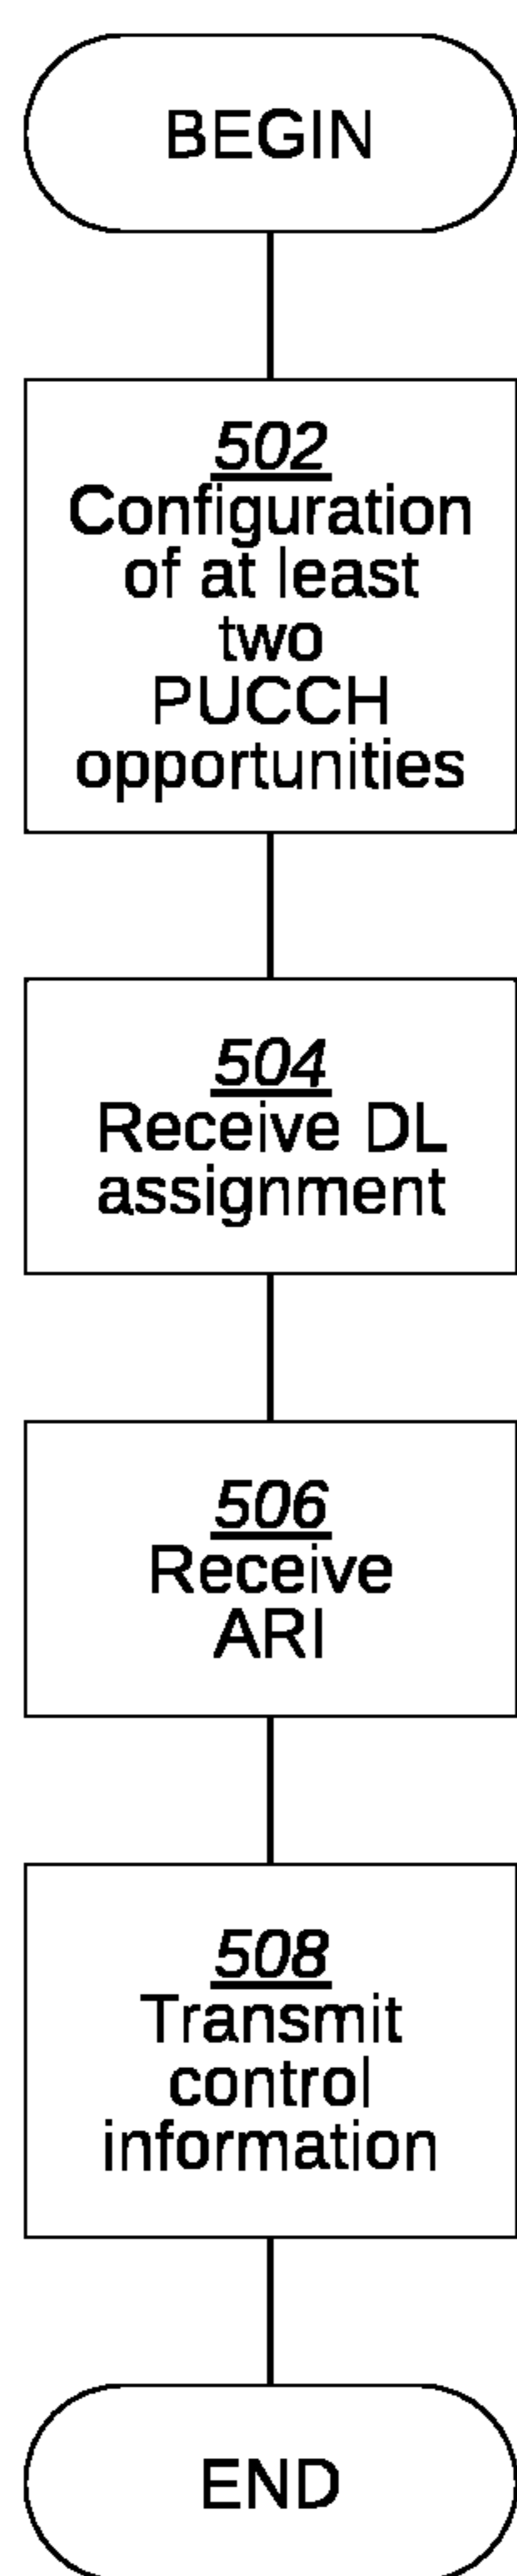 BEGIN
502
Configuration
of at least
two
PUCCH
opportunities
504
Receive DL
assignment
506
Receive
ARI
508
Transmit
control
information
END